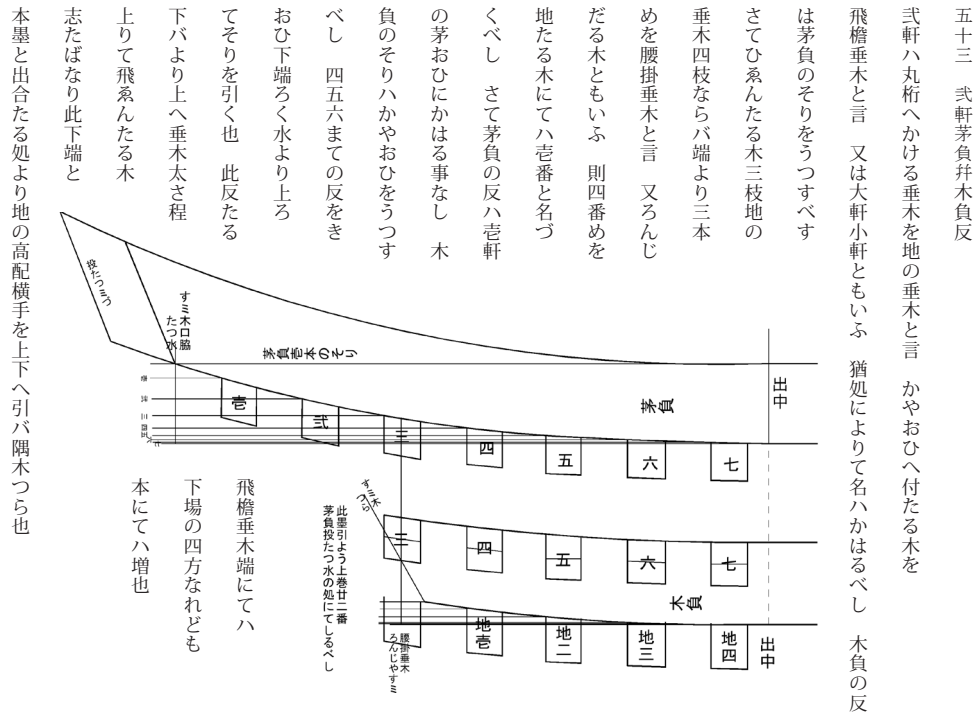 五十三　弐軒茅負幷木負反
弐軒ハ丸桁へかける垂木を地の垂木と言　かやおひへ付たる木を
飛檐垂木と言　又は大軒小軒ともいふ　猶処によりて名ハかはるべし　木負の反
は茅負のそりをうつすべす
さてひゑんたる木三枝地の
垂木四枝ならバ端より三本
めを腰掛垂木と言　又ろんじ
だる木ともいふ　則四番めを
地たる木にてハ壱番と名づ
くべし　さて茅負の反ハ壱軒
の茅おひにかはる事なし　木
負のそりハかやおひをうつす
べし　四五六まての反をき
おひ下端ろく水より上ろ
てそりを引く也　此反たる
下バより上へ垂木太さ程
上りて飛ゑんたる木
志たばなり此下端と
本墨と出合たる処より地の高配横手を上下へ引バ隅木つら也
飛檐垂木端にてハ
下場の四方なれども
本にてハ増也
投たつミづ
すミ木口脇
たつ水
茅負壱本のそり
茅負
出中
壱
弐
三
四
五
六
七
すミ木
つら
此墨引よう上巻廿二番
茅負投たつ水の処にてしるべし
三
四
五
六
七
木負
出中
腰掛垂木
ろんじやすミ
地壱
地二
地三
地四